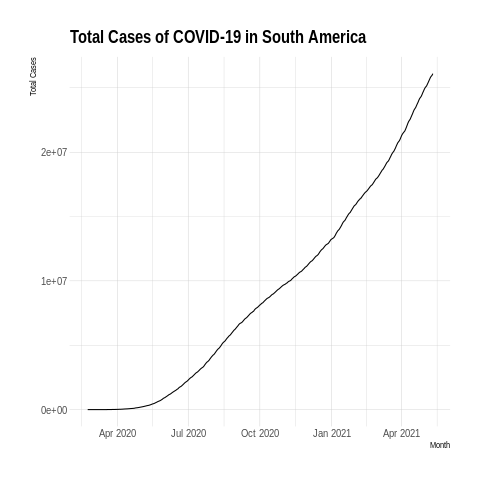 Total Cases of COVID-19 in South America
Total Cases
2e+07
1e+07
0e+00
Apr 2020 Jul 2020 Oct 2020 Jan 2021 Apr 2021
Month